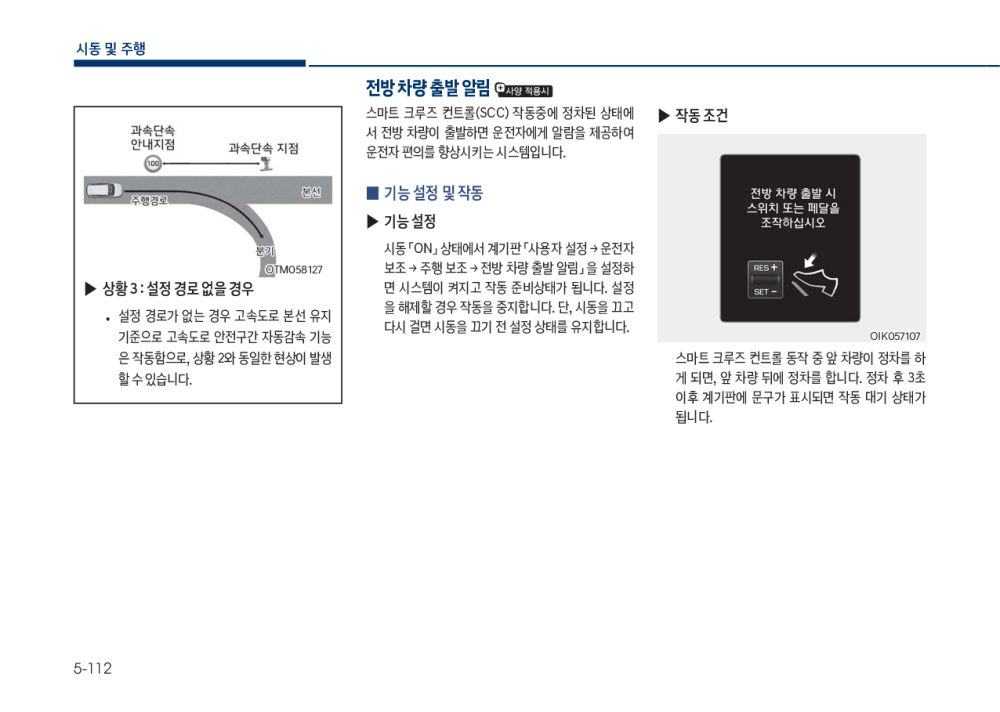 시동 및 주행
과속단속
안내지점
과속단속 지점
100
본선
주행경로
분기
OTM058127
▶ 상황 3 : 설정 경로 없을 경우
• 설정 경로가 없는 경우 고속도로 본선 유지
기준으로 고속도로 안전구간 자동감속 기능
은 작동함으로, 상황 2와 동일한 현상이 발생
할 수 있습니다.
전방 차량 출발 알림 사양 적용시
스마트 크루즈 컨트롤(SCC) 작동중에 정차된 상태에
서 전방 차량이 출발하면 운전자에게 알람을 제공하여
운전자 편의를 향상시키는 시스템입니다.
■ 기능 설정 및 작동
▶ 기능 설정
시동 「ON」 상태에서 계기판 「사용자 설정 → 운전자
보조 → 주행 보조 → 전방 차량 출발 알림」을 설정하
면 시스템이 켜지고 작동 준비상태가 됩니다. 설정
을 해제할 경우 작동을 중지합니다. 단, 시동을 끄고
다시 걸면 시동을 끄기 전 설정 상태를 유지합니다.
▶ 작동 조건
전방 차량 출발 시
스위치 또는 페달을
조작하십시오
RES +
SET −
OIK057107
스마트 크루즈 컨트롤 동작 중 앞 차량이 정차를 하
게 되면, 앞 차량 뒤에 정차를 합니다. 정차 후 3초
이후 계기판에 문구가 표시되면 작동 대기 상태가
됩니다.
5-112